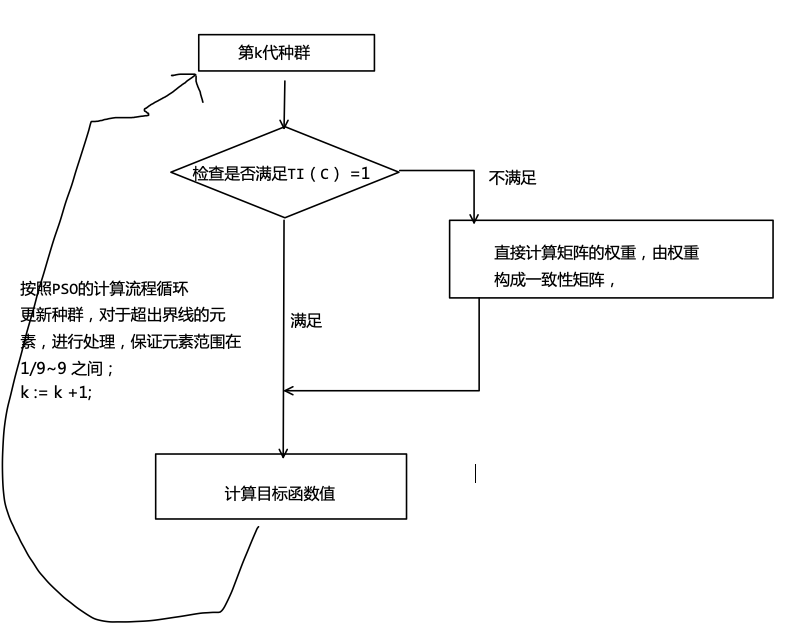 第k代种群
检查是否满足TI（C）=1
不满足
直接计算矩阵的权重，由权重
构成一致性矩阵，
按照PSO的计算流程循环
更新种群，对于超出界线的元
素，进行处理，保证元素范围在
1/9~9 之间；
k := k +1;
满足
计算目标函数值